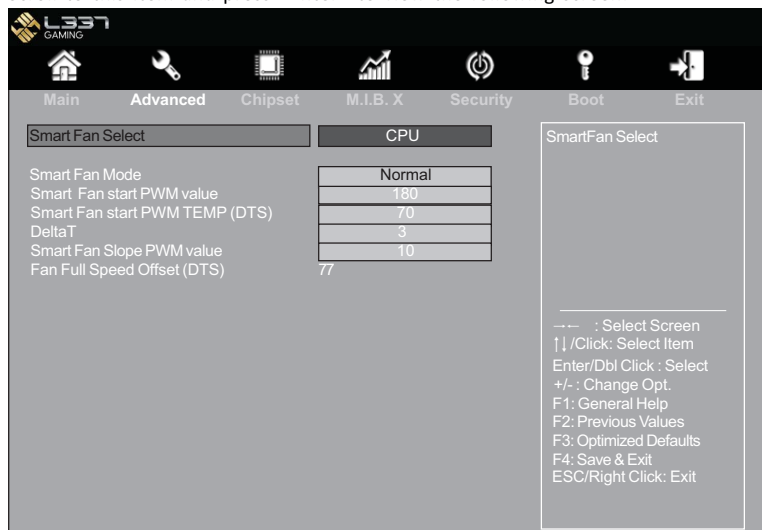 L337
GAMING
Main Advanced Chipset M.I.B. X Security Boot Exit
Smart Fan Select CPU
Smart Fan Mode Normal
Smart Fan start PWM value 180
Smart Fan start PWM TEMP (DTS) 70
DeltaT 3
Smart Fan Slope PWM value 10
Fan Full Speed Offset (DTS) 77
SmartFan Select
→← : Select Screen
↑↓/Click: Select Item
Enter/Dbl Click : Select
+/- : Change Opt.
F1: General Help
F2: Previous Values
F3: Optimized Defaults
F4: Save & Exit
ESC/Right Click: Exit